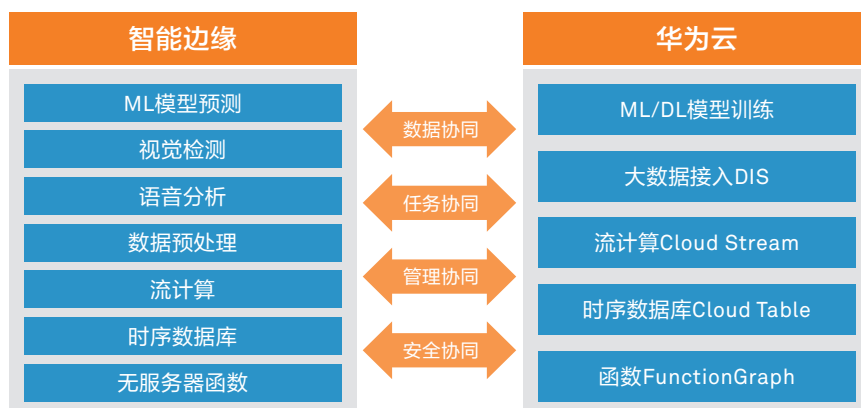 智能边缘
ML模型预测
视觉检测
语音分析
数据预处理
流计算
时序数据库
无服务器函数
数据协同
任务协同
管理协同
安全协同
华为云
ML/DL模型训练
大数据接入DIS
流计算Cloud Stream
时序数据库Cloud Table
函数FunctionGraph